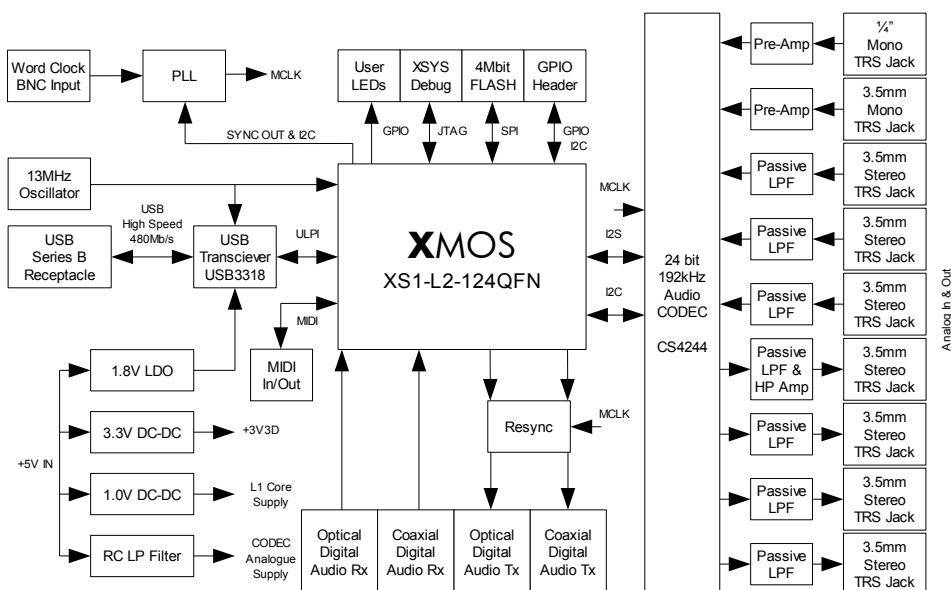 Word Clock
BNC Input
PLL
MCLK
User
LEDs
XSYS
Debug
4Mbit
FLASH
GPIO
Header
SYNC OUT & I2C
GPIO
JTAG
SPI
GPIO
I2C
13MHz
Oscillator
USB
High Speed
480Mb/s
USB
Series B
Receptacle
USB
Transciever
USB3318
ULPI
XMOS
XS1-L2-124QFN
MCLK
I2S
I2C
MIDI
MIDI
In/Out
1.8V LDO
3.3V DC-DC
+3V3D
+5V IN
1.0V DC-DC
L1 Core
Supply
RC LP Filter
CODEC
Analogue
Supply
Resync
MCLK
Optical
Digital
Audio Rx
Coaxial
Digital
Audio Rx
Optical
Digital
Audio Tx
Coaxial
Digital
Audio Tx
24 bit
192kHz
Audio
CODEC
CS4244
Pre-Amp
¼”
Mono
TRS Jack
Pre-Amp
3.5mm
Mono
TRS Jack
Passive
LPF
3.5mm
Stereo
TRS Jack
Passive
LPF
3.5mm
Stereo
TRS Jack
Passive
LPF
3.5mm
Stereo
TRS Jack
Passive
LPF &
HP Amp
3.5mm
Stereo
TRS Jack
Passive
LPF
3.5mm
Stereo
TRS Jack
Passive
LPF
3.5mm
Stereo
TRS Jack
Passive
LPF
3.5mm
Stereo
TRS Jack
Analog In & Out